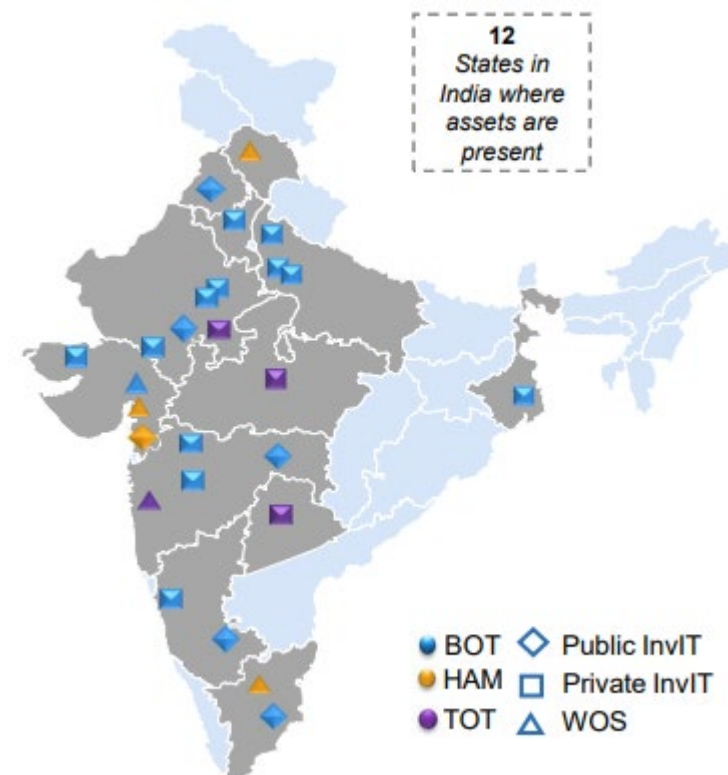 12
States in
India where
assets are
present
BOT Public InvIT
HAM Private InvIT
TOT WOS